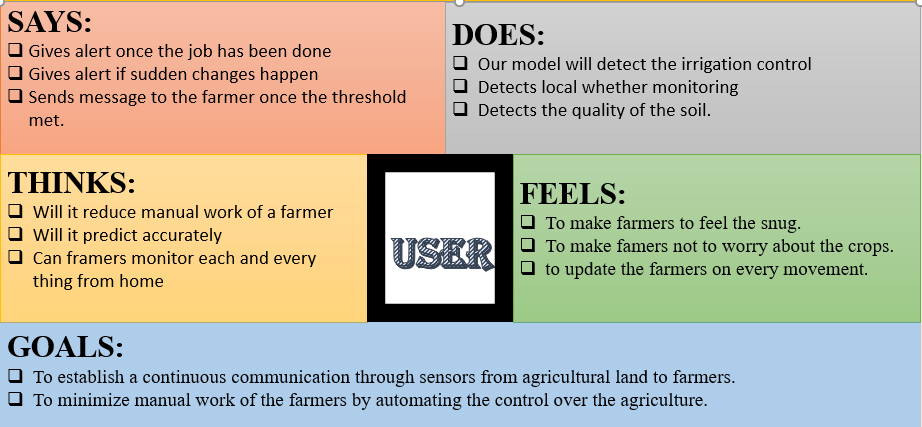 SAYS:
❑ Gives alert once the job has been done
❑ Gives alert if sudden changes happen
❑ Sends message to the farmer once the threshold
met.
DOES:
❑ Our model will detect the irrigation control
❑ Detects local whether monitoring
❑ Detects the quality of the soil.
THINKS:
❑ Will it reduce manual work of a farmer
❑ Will it predict accurately
❑ Can framers monitor each and every
thing from home
USER
FEELS:
❑ To make farmers to feel the snug.
❑ To make famers not to worry about the crops.
❑ to update the farmers on every movement.
GOALS:
❑ To establish a continuous communication through sensors from agricultural land to farmers.
❑ To minimize manual work of the farmers by automating the control over the agriculture.